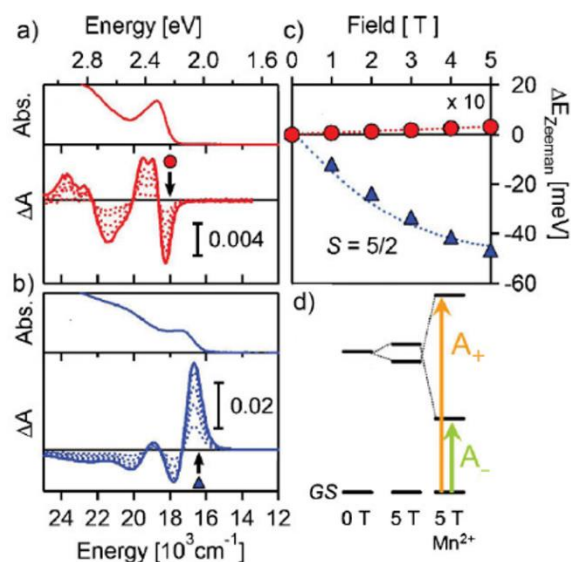 a)
Energy [eV]
2.8 2.4 2.0 1.6
Abs.
ΔA
0.004
b)
Abs.
ΔA
0.02
25 24 22 20 18 16 14 12
Energy [10³cm⁻¹]
c)
Field [ T ]
0 1 2 3 4 5
x 10
S = 5/2
20
0
-20
-40
-60
ΔE_Zeeman
[meV]
d)
A₊
A₋
GS
0 T 5 T 5 T
Mn²⁺